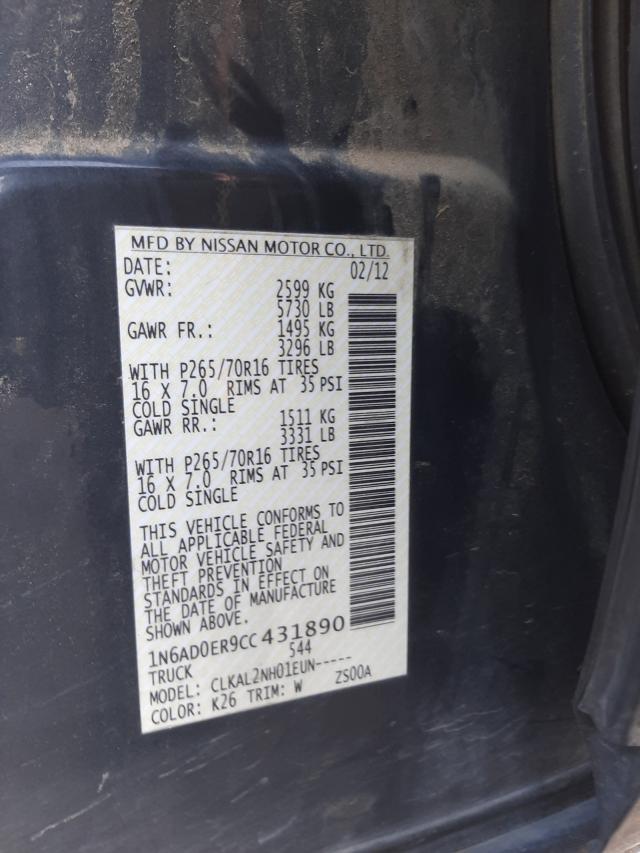 MFD BY NISSAN MOTOR CO., LTD.
DATE: 02/12
GVWR: 2599 KG
5730 LB
GAWR FR.: 1495 KG
3296 LB
WITH P265/70R16 TIRES
16 X 7.0 RIMS AT 35 PSI
COLD SINGLE
GAWR RR.: 1511 KG
3331 LB
WITH P265/70R16 TIRES
16 X 7.0 RIMS AT 35 PSI
COLD SINGLE
THIS VEHICLE CONFORMS TO
ALL APPLICABLE FEDERAL
MOTOR VEHICLE SAFETY AND
THEFT PREVENTION
STANDARDS IN EFFECT ON
THE DATE OF MANUFACTURE
SHOWN ABOVE.
1N6AD0ER9CC431890
TRUCK 544
MODEL: CLKAL2NH01EUN-----
COLOR: K26 TRIM: W ZS00A